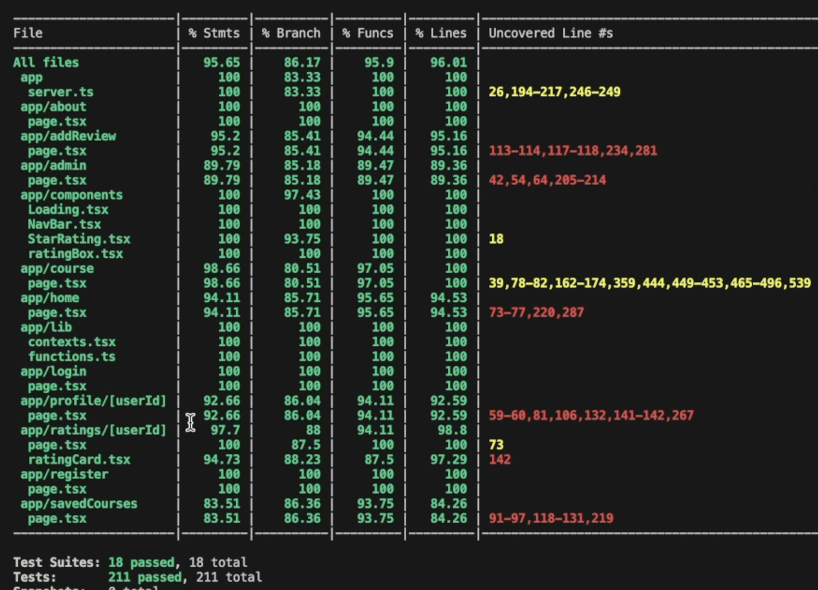 File | % Stmts | % Branch | % Funcs | % Lines | Uncovered Line #s
All files | 95.65 | 86.17 | 95.9 | 96.01 |
app | 100 | 83.33 | 100 | 100 |
server.ts | 100 | 83.33 | 100 | 100 | 26,194-217,246-249
app/about | 100 | 100 | 100 | 100 |
page.tsx | 100 | 100 | 100 | 100 |
app/addReview | 95.2 | 85.41 | 94.44 | 95.16 |
page.tsx | 95.2 | 85.41 | 94.44 | 95.16 | 113-114,117-118,234,281
app/admin | 89.79 | 85.18 | 89.47 | 89.36 |
page.tsx | 89.79 | 85.18 | 89.47 | 89.36 | 42,54,64,205-214
app/components | 100 | 97.43 | 100 | 100 |
Loading.tsx | 100 | 100 | 100 | 100 |
NavBar.tsx | 100 | 100 | 100 | 100 |
StarRating.tsx | 100 | 93.75 | 100 | 100 | 18
ratingBox.tsx | 100 | 100 | 100 | 100 |
app/course | 98.66 | 80.51 | 97.05 | 100 |
page.tsx | 98.66 | 80.51 | 97.05 | 100 | 39,78-82,162-174,359,444,449-453,465-496,539
app/home | 94.11 | 85.71 | 95.65 | 94.53 |
page.tsx | 94.11 | 85.71 | 95.65 | 94.53 | 73-77,220,287
app/lib | 100 | 100 | 100 | 100 |
contexts.tsx | 100 | 100 | 100 | 100 |
functions.ts | 100 | 100 | 100 | 100 |
app/login | 100 | 100 | 100 | 100 |
page.tsx | 100 | 100 | 100 | 100 |
app/profile/[userId] | 92.66 | 86.04 | 94.11 | 92.59 |
page.tsx | 92.66 | 86.04 | 94.11 | 92.59 | 59-60,81,106,132,141-142,267
app/ratings/[userId] | 97.7 | 88 | 94.11 | 98.8 |
page.tsx | 100 | 87.5 | 100 | 100 | 73
ratingCard.tsx | 94.73 | 88.23 | 87.5 | 97.29 | 142
app/register | 100 | 100 | 100 | 100 |
page.tsx | 100 | 100 | 100 | 100 |
app/savedCourses | 83.51 | 86.36 | 93.75 | 84.26 |
page.tsx | 83.51 | 86.36 | 93.75 | 84.26 | 91-97,118-131,219
Test Suites: 18 passed, 18 total
Tests: 211 passed, 211 total